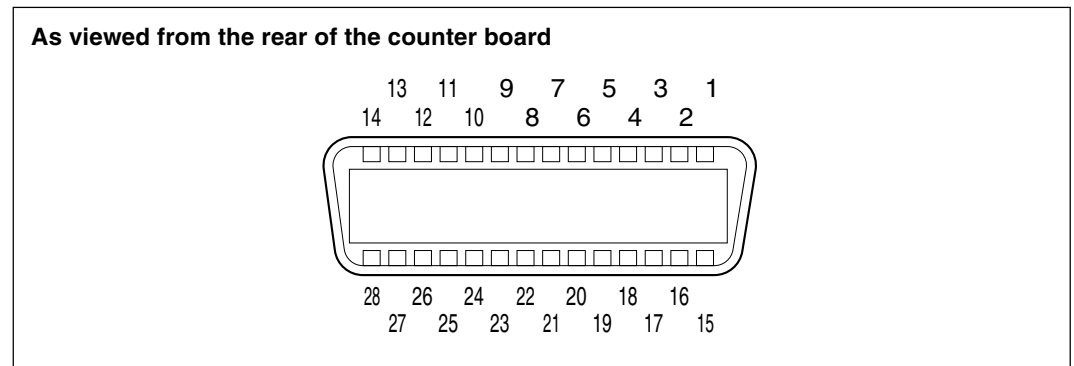 As viewed from the rear of the counter board
13 11 9 7 5 3 1
14 12 10 8 6 4 2
28 26 24 22 20 18 16
27 25 23 21 19 17 15